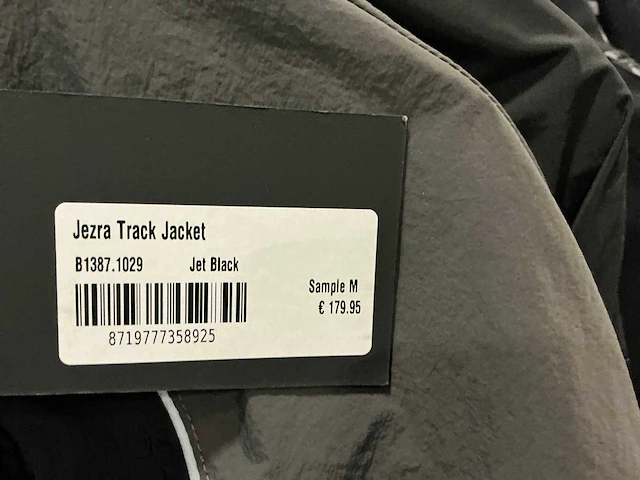 Jezra Track Jacket
B1387.1029 Jet Black
Sample M
€ 179.95
8719777358925